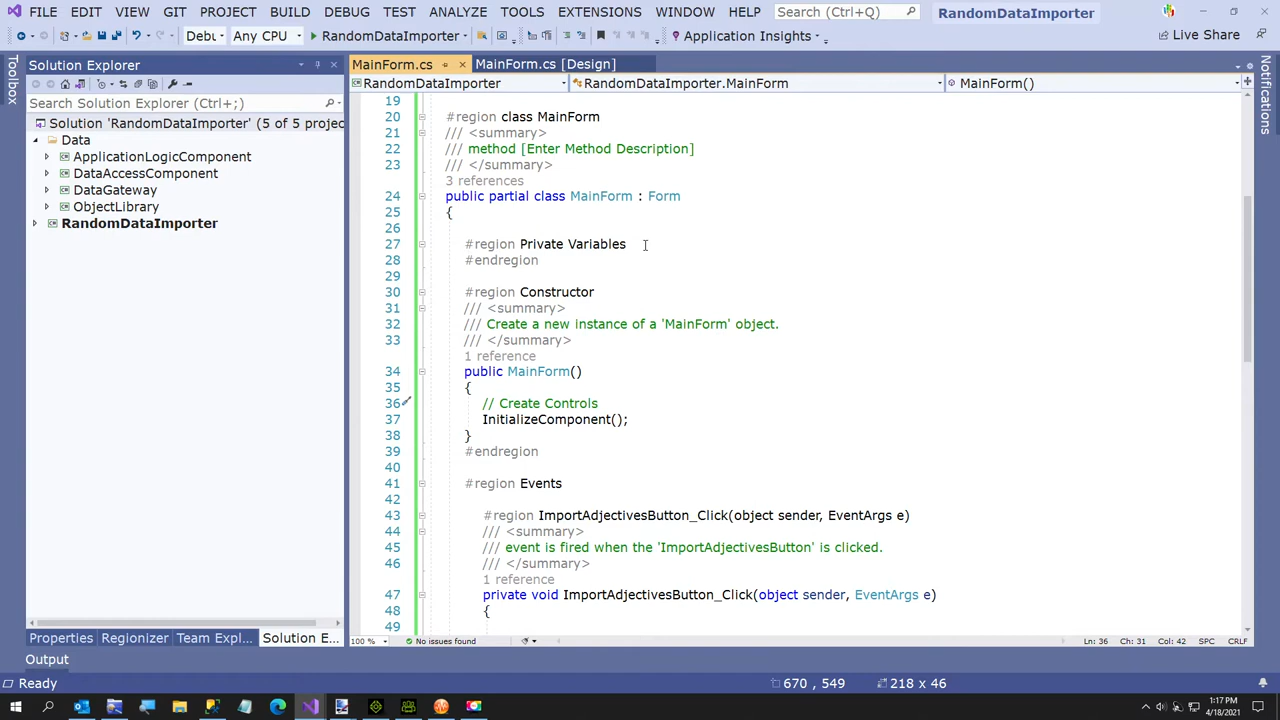 FILE EDIT VIEW GIT PROJECT BUILD DEBUG TEST ANALYZE TOOLS EXTENSIONS WINDOW HELP Search (Ctrl+Q) RandomDataImporter
Debu Any CPU RandomDataImporter Application Insights Live Share
Toolbox
Solution Explorer
Search Solution Explorer (Ctrl+;)
Solution 'RandomDataImporter' (5 of 5 projec
Data
ApplicationLogicComponent
DataAccessComponent
DataGateway
ObjectLibrary
RandomDataImporter
Properties Regionizer Team Expl... Solution E...
MainForm.cs MainForm.cs [Design]
RandomDataImporter RandomDataImporter.MainForm MainForm()
19
20 #region class MainForm
21 /// <summary>
22 /// method [Enter Method Description]
23 /// </summary>
3 references
24 public partial class MainForm : Form
25 {
26
27 #region Private Variables
28 #endregion
29
30 #region Constructor
31 /// <summary>
32 /// Create a new instance of a 'MainForm' object.
33 /// </summary>
1 reference
34 public MainForm()
35 {
36 // Create Controls
37 InitializeComponent();
38 }
39 #endregion
40
41 #region Events
42
43 #region ImportAdjectivesButton_Click(object sender, EventArgs e)
44 /// <summary>
45 /// event is fired when the 'ImportAdjectivesButton' is clicked.
46 /// </summary>
1 reference
47 private void ImportAdjectivesButton_Click(object sender, EventArgs e)
48 {
49
100 % No issues found Ln: 36 Ch: 31 Col: 42 SPC CRLF
Notifications
Output
Ready 670 , 549 218 x 46
1:17 PM
4/18/2021